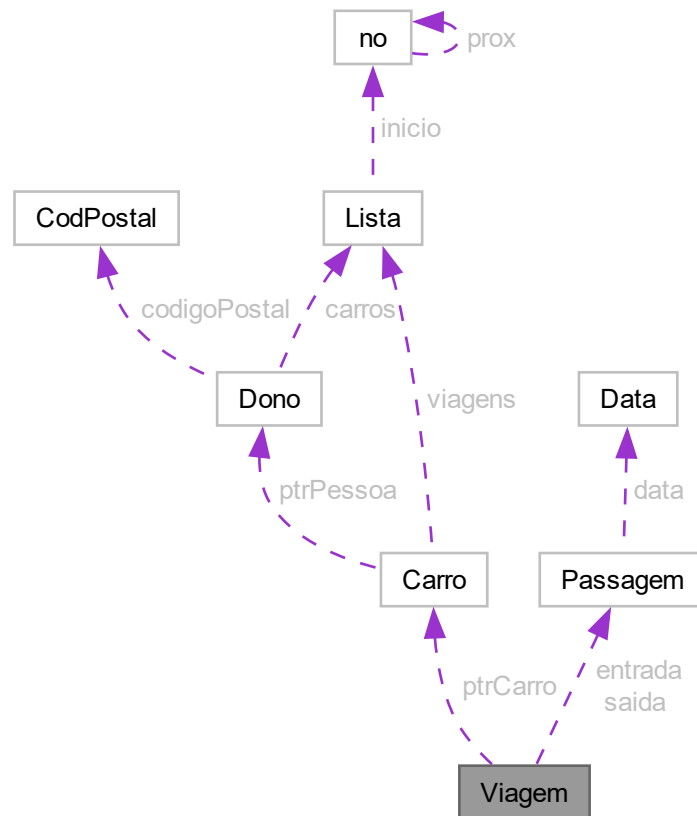 no
prox
inicio
CodPostal
Lista
codigoPostal
carros
Dono
viagens
Data
ptrPessoa
data
Carro
Passagem
ptrCarro
entrada
saida
Viagem